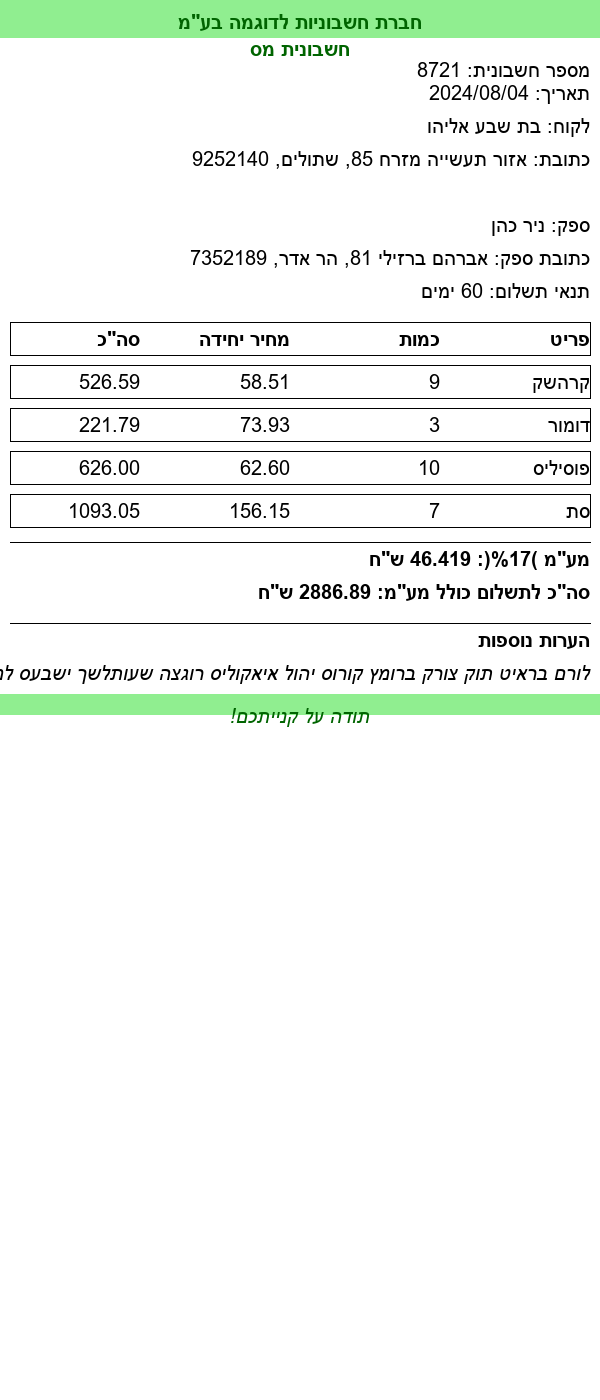 חברת חשבוניות לדוגמה בע"מ
חשבונית מס
מספר חשבונית: 8721
תאריך: 2024/08/04
לקוח: בת שבע אליהו
כתובת: אזור תעשייה מזרח 85, שתולים, 9252140
ספק: ניר כהן
כתובת ספק: אברהם ברזילי 81, הר אדר, 7352189
תנאי תשלום: 60 ימים
פריט כמות מחיר יחידה סה"כ
קרהשק 9 58.51 526.59
דומור 3 73.93 221.79
פוסיליס 10 62.60 626.00
סת 7 156.15 1093.05
מע"מ )17%(: 46.419 ש"ח
סה"כ לתשלום כולל מע"מ: 2886.89 ש"ח
הערות נוספות
לורם בראיט תוק צורק ברומץ קורוס יהול איאקוליס רוגצה שעותלשך ישבעס
תודה על קנייתכם!